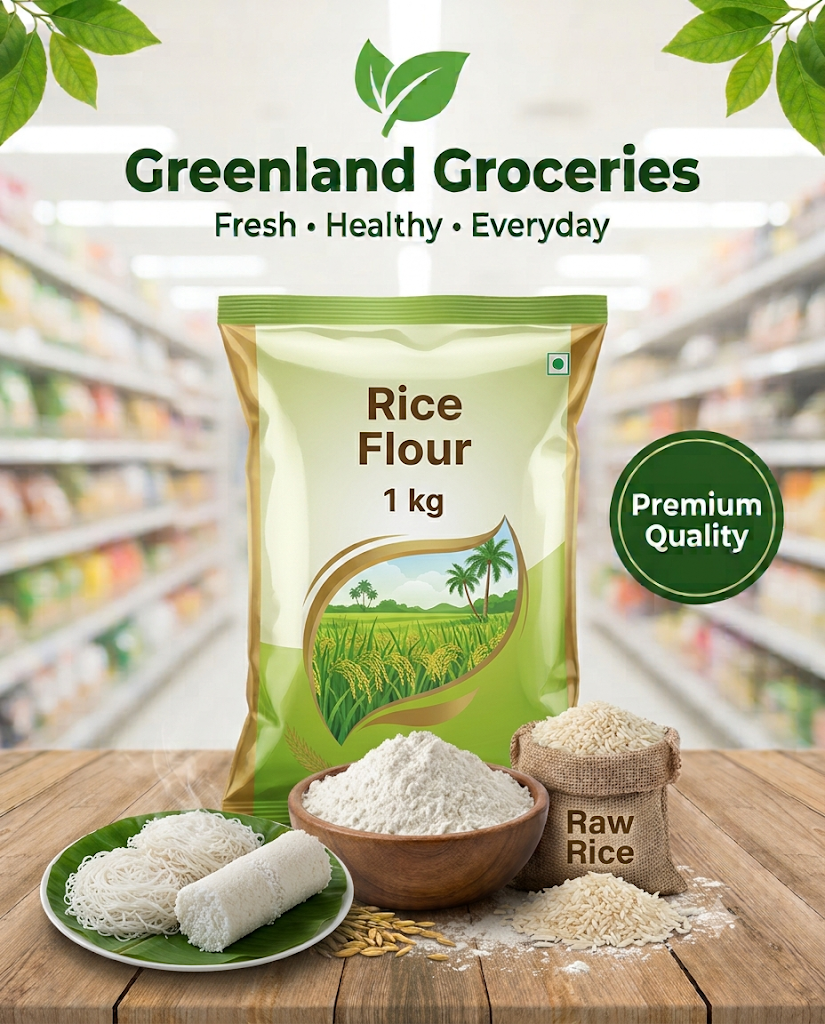 Greenland Groceries
Fresh • Healthy • Everyday
Rice
Flour
1 kg
Premium
Quality
Raw
Rice